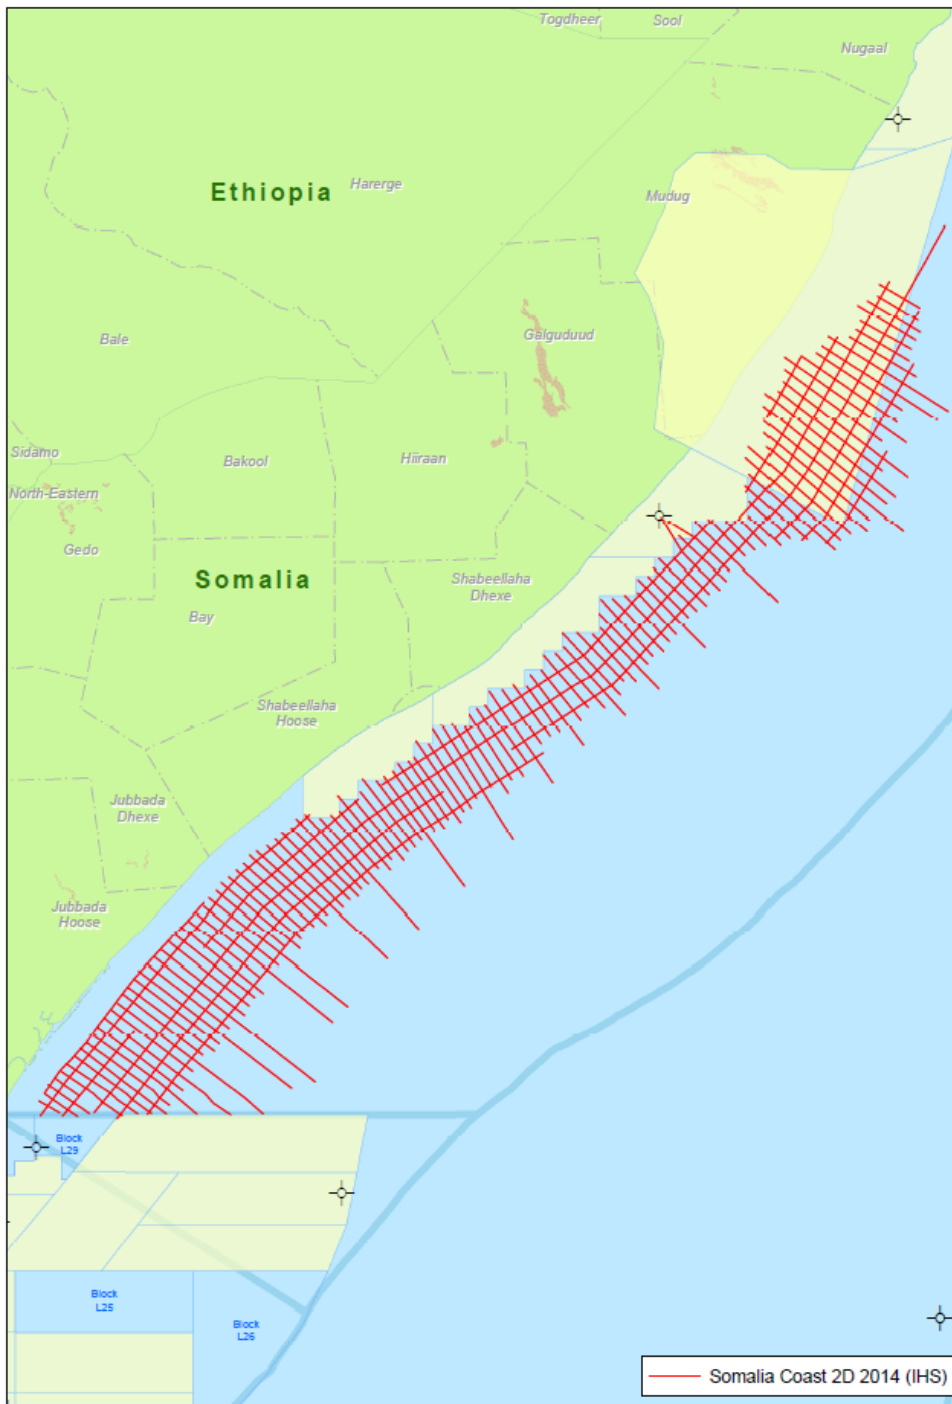 Togdheer
Sool
Nugaal
Ethiopia
Harerge
Mudug
Bale
Galguduud
Sidamo
Bakool
Hiiraan
North-Eastern
Gedo
Somalia
Shabeellaha
Dhexe
Bay
Shabeellaha
Hoose
Jubbada
Dhexe
Jubbada
Hoose
Block
L29
Block
L25
Block
L26
Somalia Coast 2D 2014 (IHS)